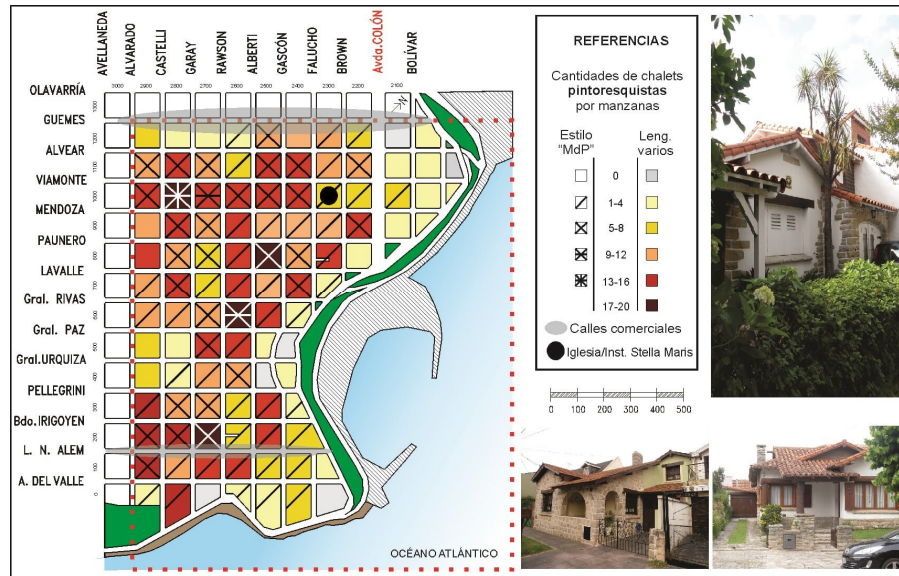 AVELLANEDA
ALVARADO
CASTELLI
GARAY
RAWSON
ALBERTI
GASCÓN
FALUCHO
BROWN
Avda.COLÓN
BOLÍVAR
OLAVARRÍA
GUEMES
ALVEAR
VIAMONTE
MENDOZA
PAUNERO
LAVALLE
Gral. RIVAS
Gral. PAZ
Gral.URQUIZA
PELLEGRINI
Bdo.IRIGOYEN
L. N. ALEM
A. DEL VALLE
3000 2900 2800 2700 2600 2500 2400 2300 2200 2100
N
1300
1200
1100
1000
900
800
700
600
500
400
300
200
100
0
OCÉANO ATLÁNTICO
REFERENCIAS
Cantidades de chalets
pintoresquistas
por manzanas
Estilo Leng.
"MdP" varios
0
1-4
5-8
9-12
13-16
17-20
Calles comerciales
Iglesia/Inst. Stella Maris
0 100 200 300 400 500